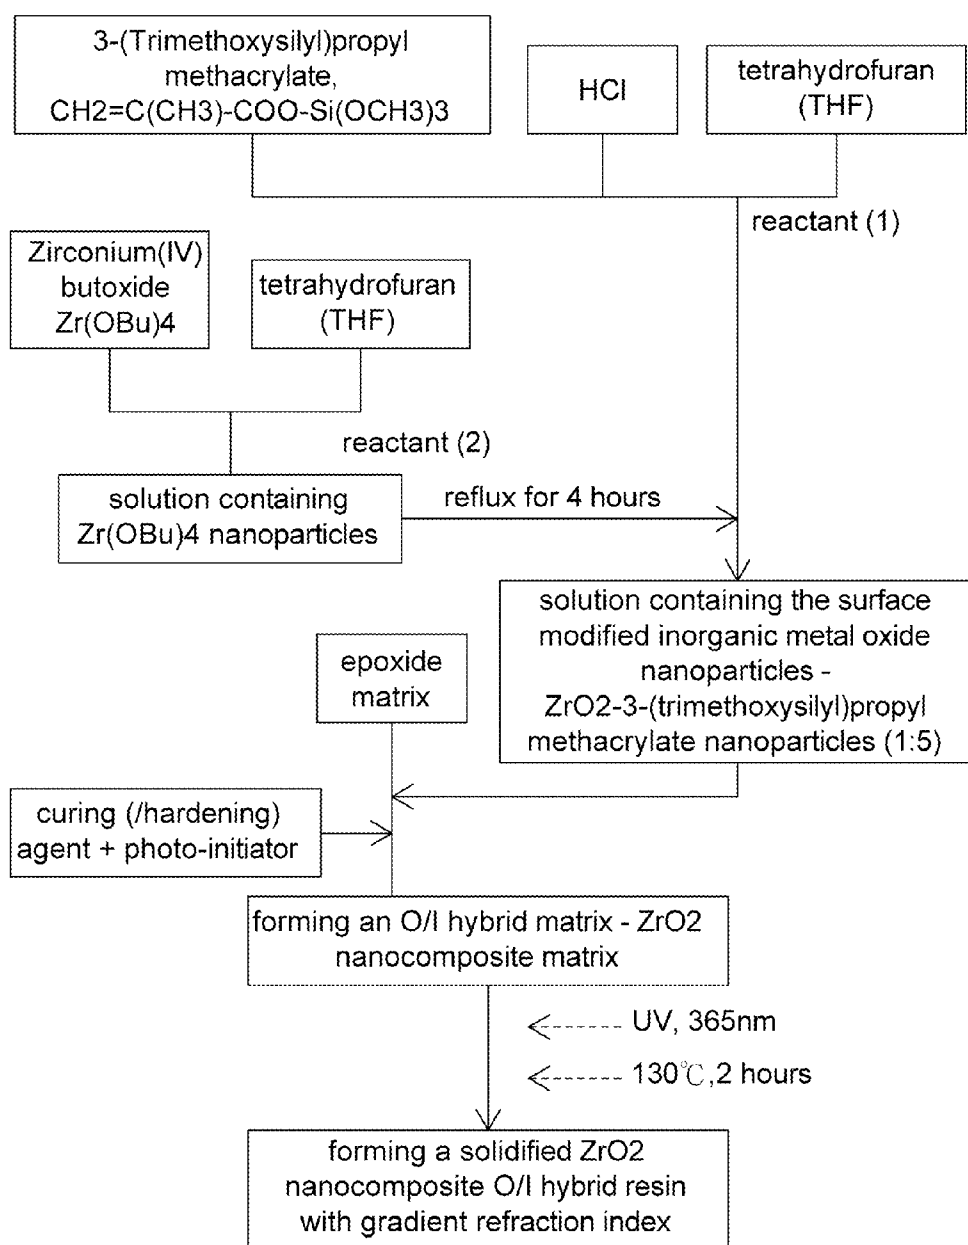 3-(Trimethoxysilyl)propyl
methacrylate,
CH2=C(CH3)-COO-Si(OCH3)3
HCl
tetrahydrofuran
(THF)
reactant (1)
Zirconium(IV)
butoxide
Zr(OBu)4
tetrahydrofuran
(THF)
reactant (2)
solution containing
Zr(OBu)4 nanoparticles
reflux for 4 hours
solution containing the surface
modified inorganic metal oxide
nanoparticles -
ZrO2-3-(trimethoxysilyl)propyl
methacrylate nanoparticles (1:5)
epoxide
matrix
curing (/hardening)
agent + photo-initiator
forming an O/I hybrid matrix - ZrO2
nanocomposite matrix
UV, 365nm
130℃,2 hours
forming a solidified ZrO2
nanocomposite O/I hybrid resin
with gradient refraction index